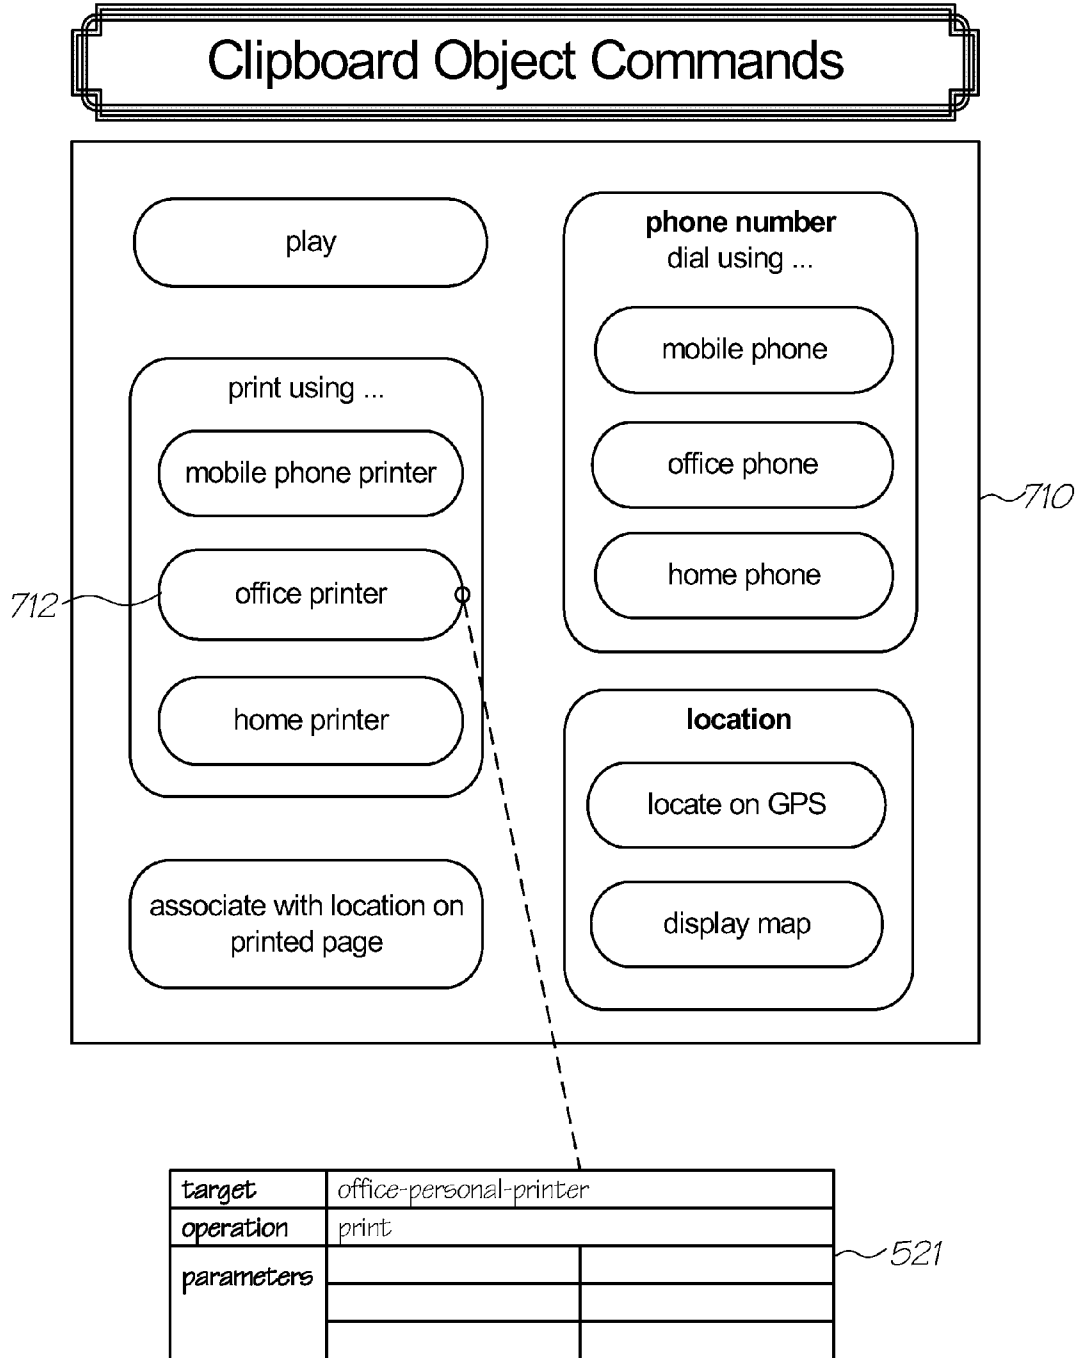 Clipboard Object Commands
play
print using ...
mobile phone printer
office printer
home printer
associate with location on
printed page
phone number
dial using ...
mobile phone
office phone
home phone
location
locate on GPS
display map
710
712
target office-personal-printer
operation print
parameters
521